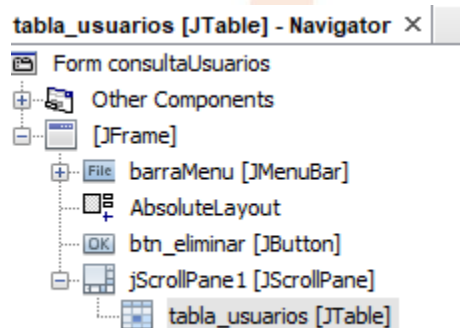 tabla_usuarios [JTable] - Navigator ×
Form consultaUsuarios
Other Components
[JFrame]
File barraMenu [JMenuBar]
AbsoluteLayout
OK btn_eliminar [JButton]
jScrollPane1 [JScrollPane]
tabla_usuarios [JTable]